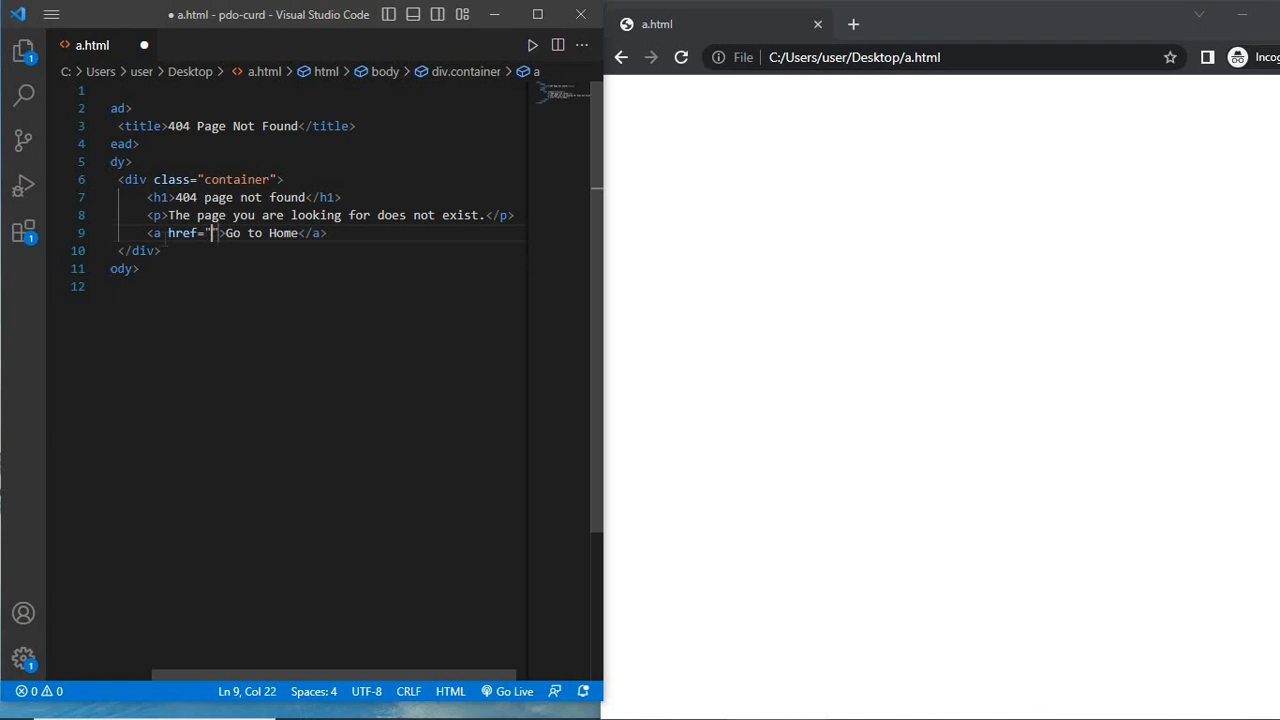 a.html - pdo-curd - Visual Studio Code
a.html
C: Users user Desktop a.html html body div.container a
1
2 ad>
3 <title>404 Page Not Found</title>
4 ead>
5 dy>
6 <div class="container">
7 <h1>404 page not found</h1>
8 <p>The page you are looking for does not exist.</p>
9 <a href="">Go to Home</a>
10 </div>
11 ody>
12
1
1
1
0 0
Ln 9, Col 22 Spaces: 4 UTF-8 CRLF HTML Go Live
a.html
File C:/Users/user/Desktop/a.html
Incog